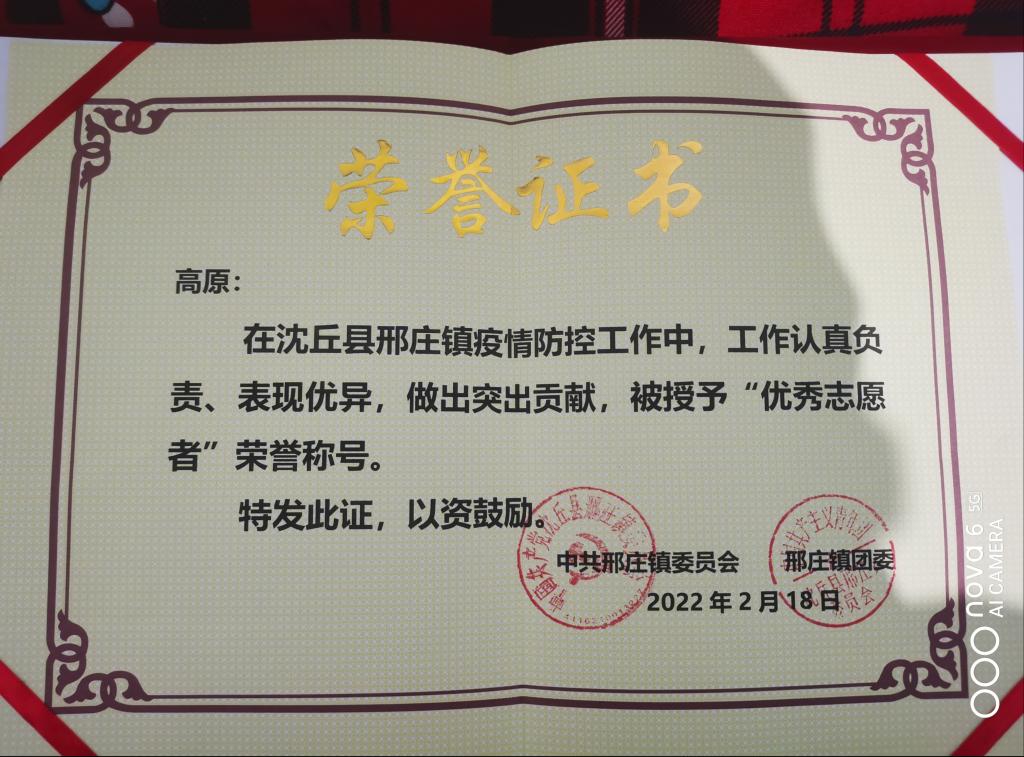 荣誉证书
高原：
在沈丘县邢庄镇疫情防控工作中，工作认真负
责、表现优异，做出突出贡献，被授予“优秀志愿
者”荣誉称号。
特发此证，以资鼓励。
中共邢庄镇委员会 邢庄镇团委
2022年2月18日
nova 6 5G
AI CAMERA